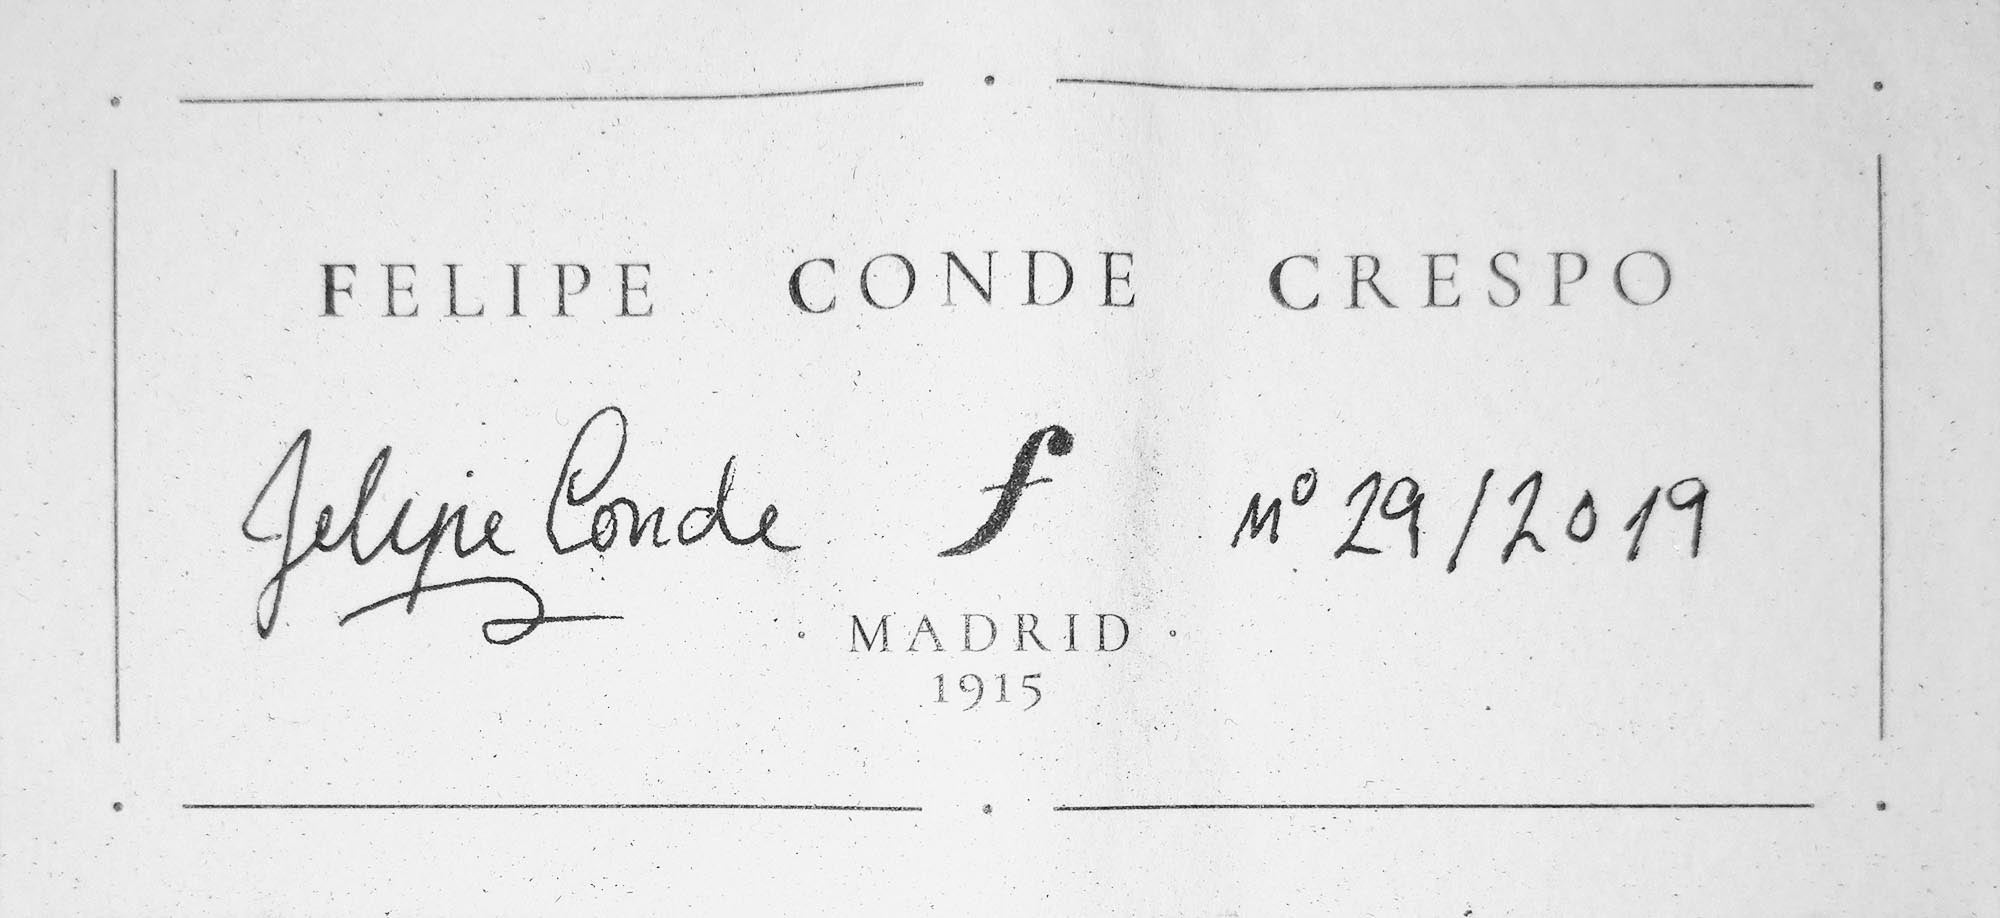 FELIPE CONDE CRESPO
Felipe Conde f nº 29/2019
· MADRID ·
1915